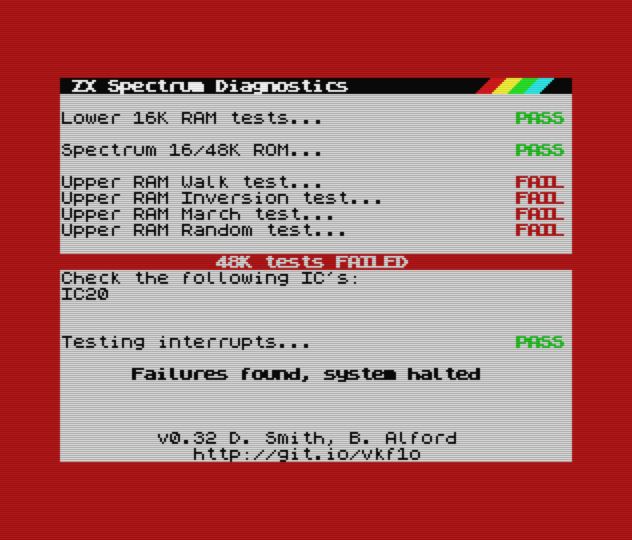 ZX Spectrum Diagnostics
Lower 16K RAM tests... PASS
Spectrum 16/48K ROM... PASS
Upper RAM Walk test... FAIL
Upper RAM Inversion test... FAIL
Upper RAM March test... FAIL
Upper RAM Random test... FAIL
48K tests FAILED
Check the following IC's:
IC20
Testing interrupts... PASS
Failures found, system halted
v0.32 D. Smith, B. Alford
http://git.io/vkf1o